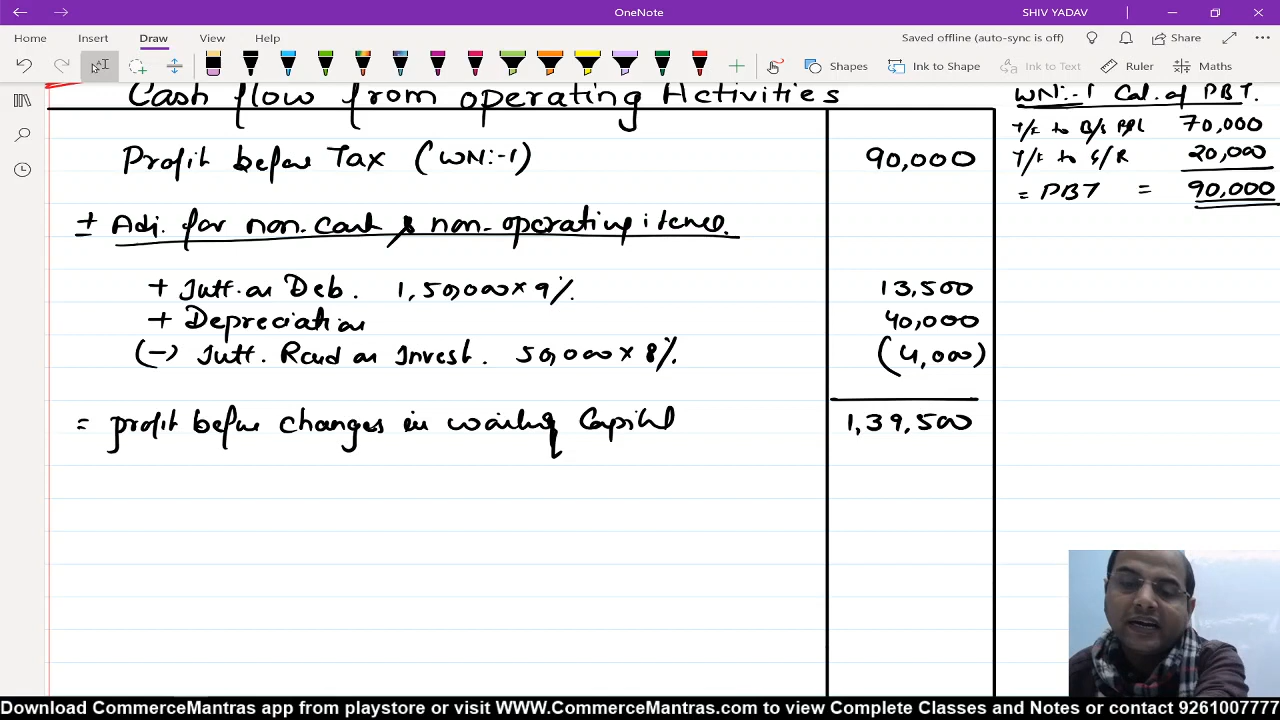 OneNote
SHIV YADAV
Home Insert Draw View Help
Saved offline (auto-sync is off)
Share
Shapes
Ink to Shape
Ink to Text
Ruler
Maths
Cash flow from operating Activities
Profit before Tax (WN:-1) 90,000
± Adj. for non-cash & non-operating items.
+ Intt. on Deb. 1,50,000 × 9% 13,500
+ Depreciation 40,000
(-) Intt. Recd on Invest. 50,000 × 8% (4,000)
= profit before changes in working Capital 1,39,500
WN:-1 Cal. of PBT.
T/f to B/S 70,000
T/f to G/R 20,000
= PBT = 90,000
Download CommerceMantras app from playstore or visit WWW.CommerceMantras.com to view Complete Classes and Notes or contact 9261007777